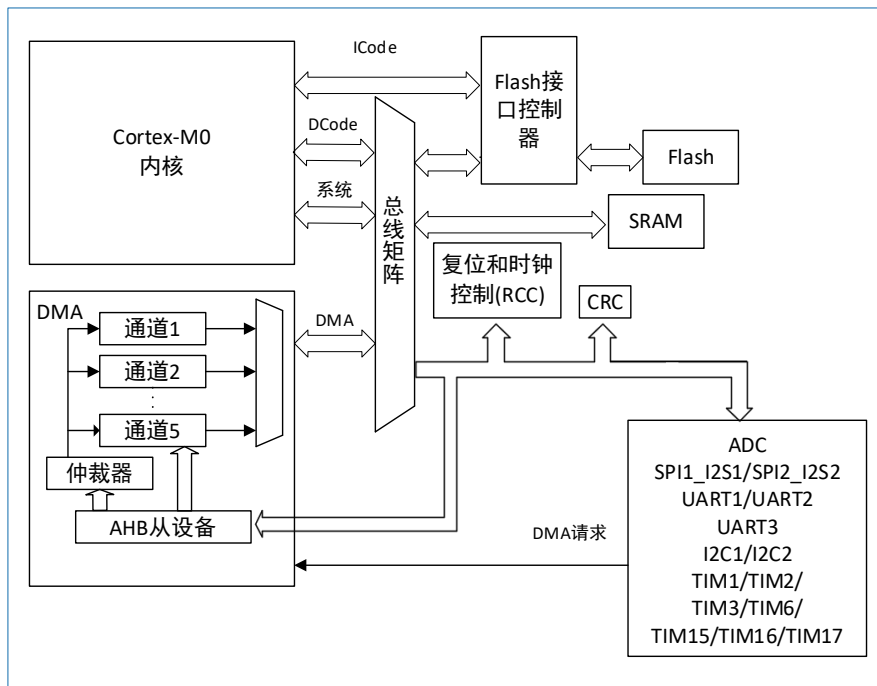 ICode
Cortex-M0
内核
DCode
系统
总线矩阵
Flash接
口控制
器
Flash
SRAM
复位和时钟
控制(RCC)
CRC
DMA
通道1
通道2
通道5
DMA
仲裁器
AHB从设备
DMA请求
ADC
SPI1_I2S1/SPI2_I2S2
UART1/UART2
UART3
I2C1/I2C2
TIM1/TIM2/
TIM3/TIM6/
TIM15/TIM16/TIM17